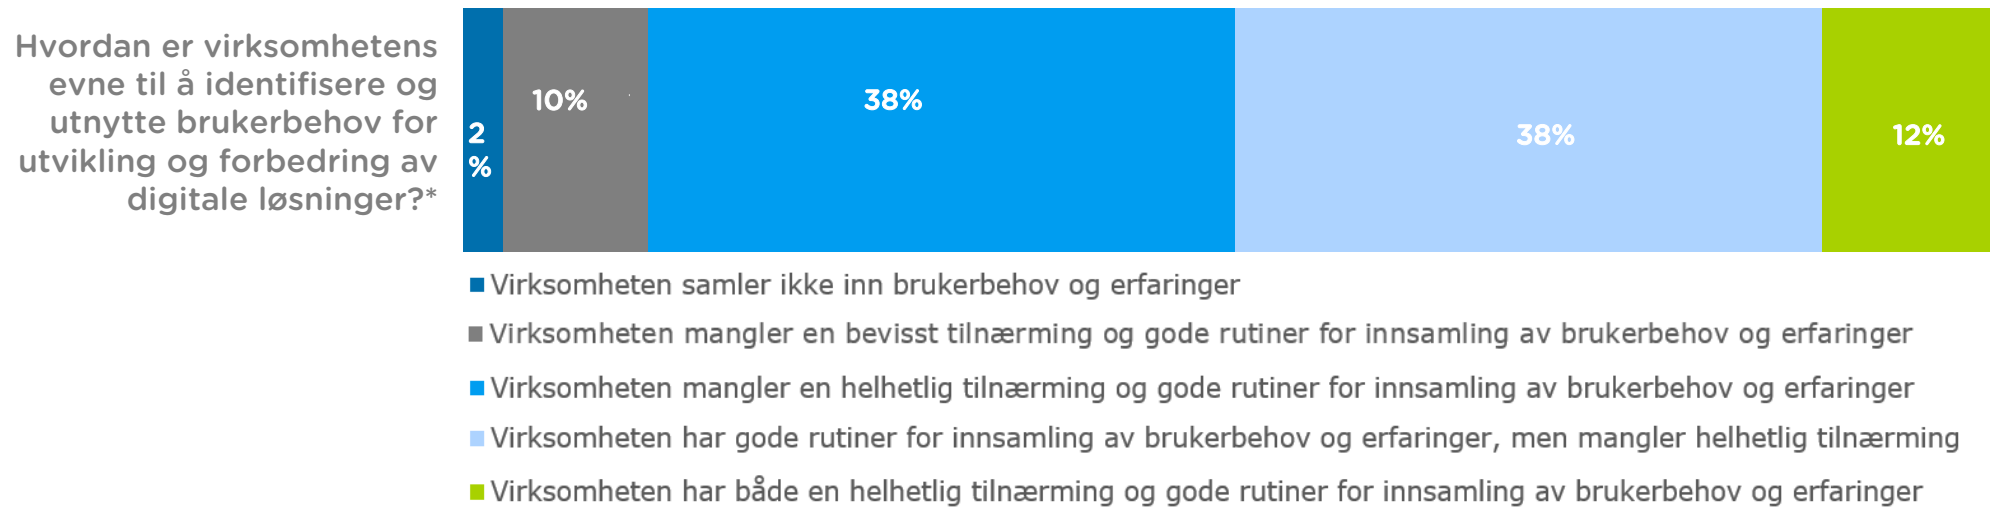 Hvordan er virksomhetens
evne til å identifisere og
utnytte brukerbehov for
utvikling og forbedring av
digitale løsninger?*
2
%
10%
38%
38%
12%
Virksomheten samler ikke inn brukerbehov og erfaringer
Virksomheten mangler en bevisst tilnærming og gode rutiner for innsamling av brukerbehov og erfaringer
Virksomheten mangler en helhetlig tilnærming og gode rutiner for innsamling av brukerbehov og erfaringer
Virksomheten har gode rutiner for innsamling av brukerbehov og erfaringer, men mangler helhetlig tilnærming
Virksomheten har både en helhetlig tilnærming og gode rutiner for innsamling av brukerbehov og erfaringer